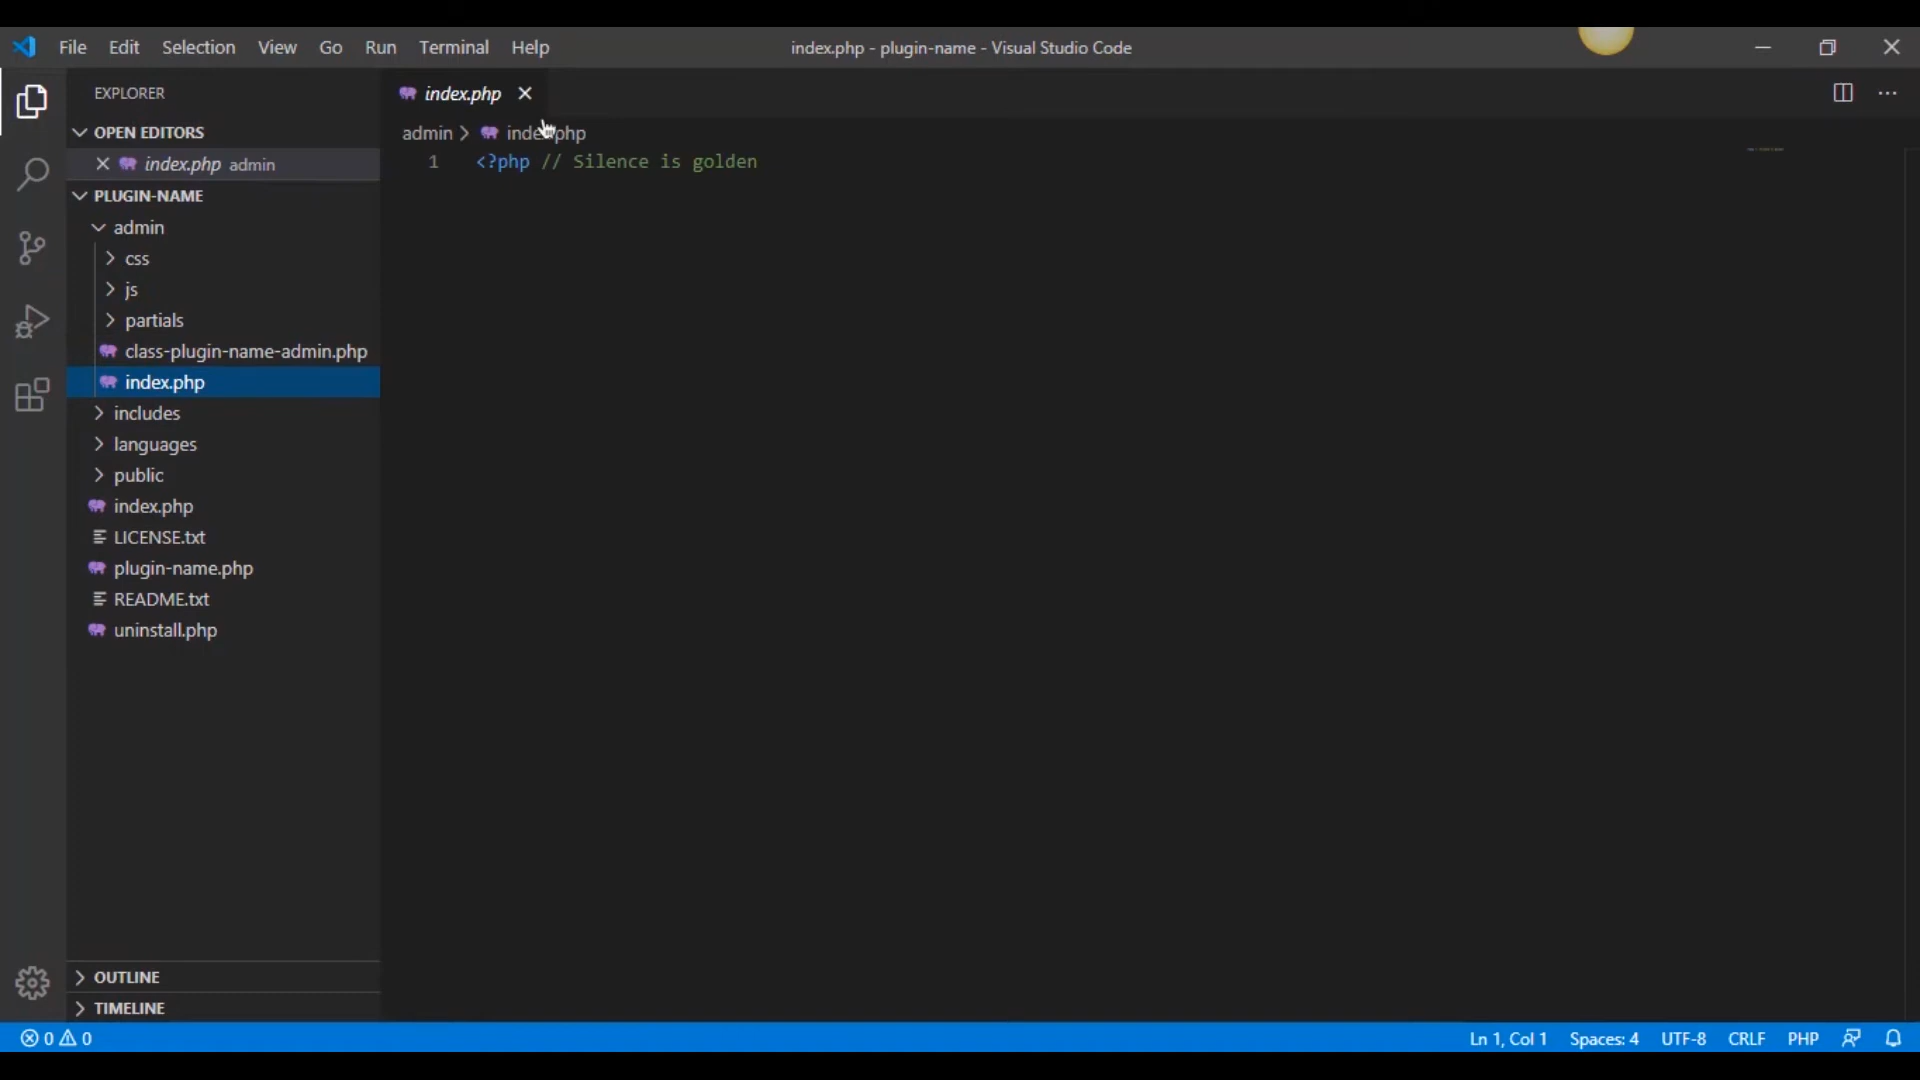 File Edit Selection View Go Run Terminal Help index.php - plugin-name - Visual Studio Code
EXPLORER
OPEN EDITORS
index.php admin
PLUGIN-NAME
admin
css
js
partials
class-plugin-name-admin.php
index.php
includes
languages
public
index.php
LICENSE.txt
plugin-name.php
README.txt
uninstall.php
OUTLINE
TIMELINE
index.php
admin > index.php
1 <?php // Silence is golden
0 0 Ln 1, Col 1 Spaces: 4 UTF-8 CRLF PHP